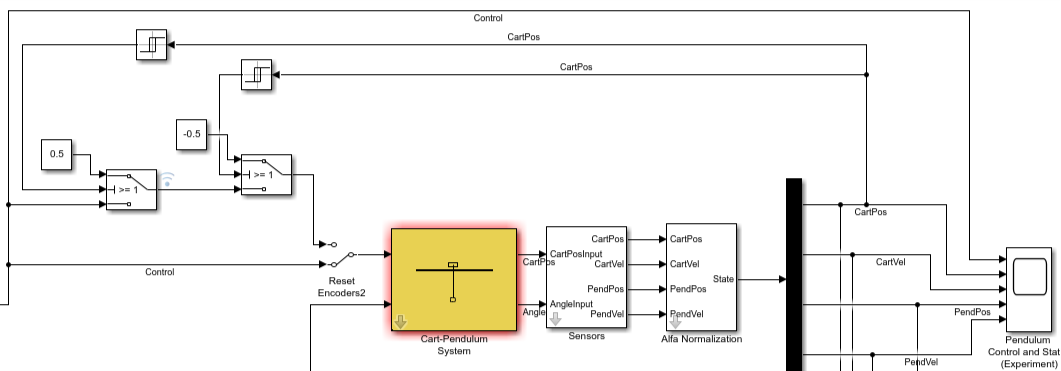 Control
CartPos
CartPos
-0.5
0.5
>= 1
>= 1
CartPos
Control
Reset
Encoders2
CartPos
Angle
Cart-Pendulum
System
CartPosInput
AngleInput
CartPos
CartVel
PendPos
PendVel
Sensors
CartPos
CartVel
PendPos
PendVel
State
Alfa Normalization
CartVel
PendPos
PendVel
Pendulum
Control and Stat
(Experiment)